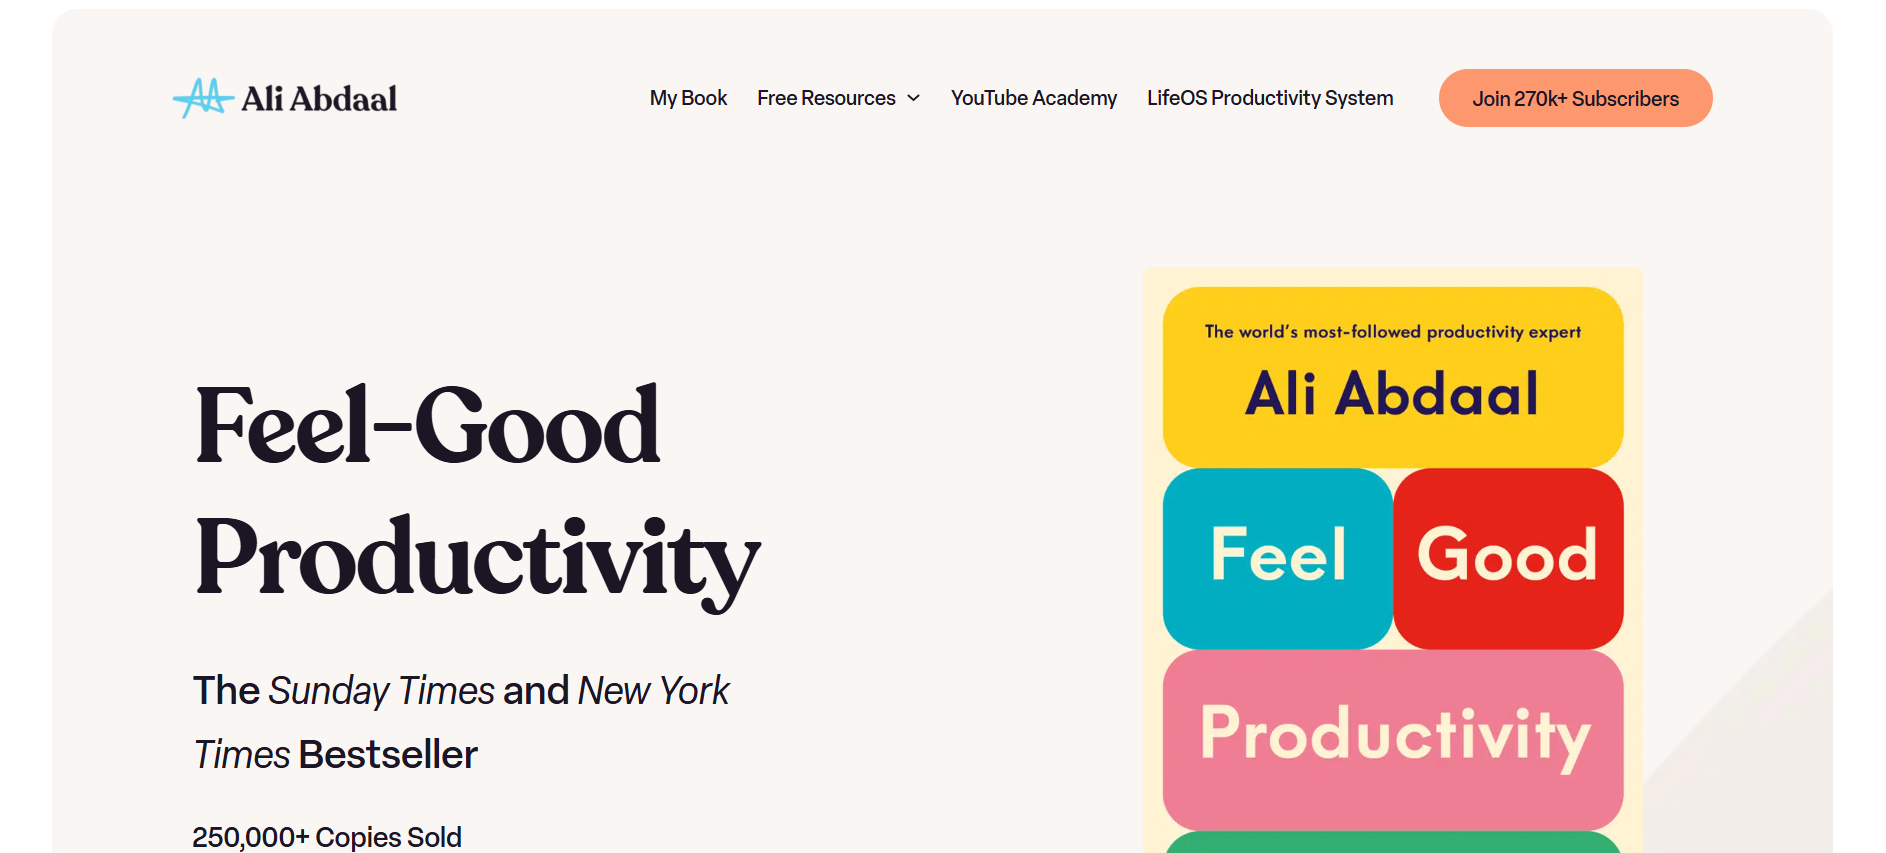 Ali Abdaal
My Book
Free Resources
YouTube Academy
LifeOS Productivity System
Join 270k+ Subscribers
Feel-Good
Productivity
The Sunday Times and New York
Times Bestseller
250,000+ Copies Sold
The world's most-followed productivity expert
Ali Abdaal
Feel Good
Productivity